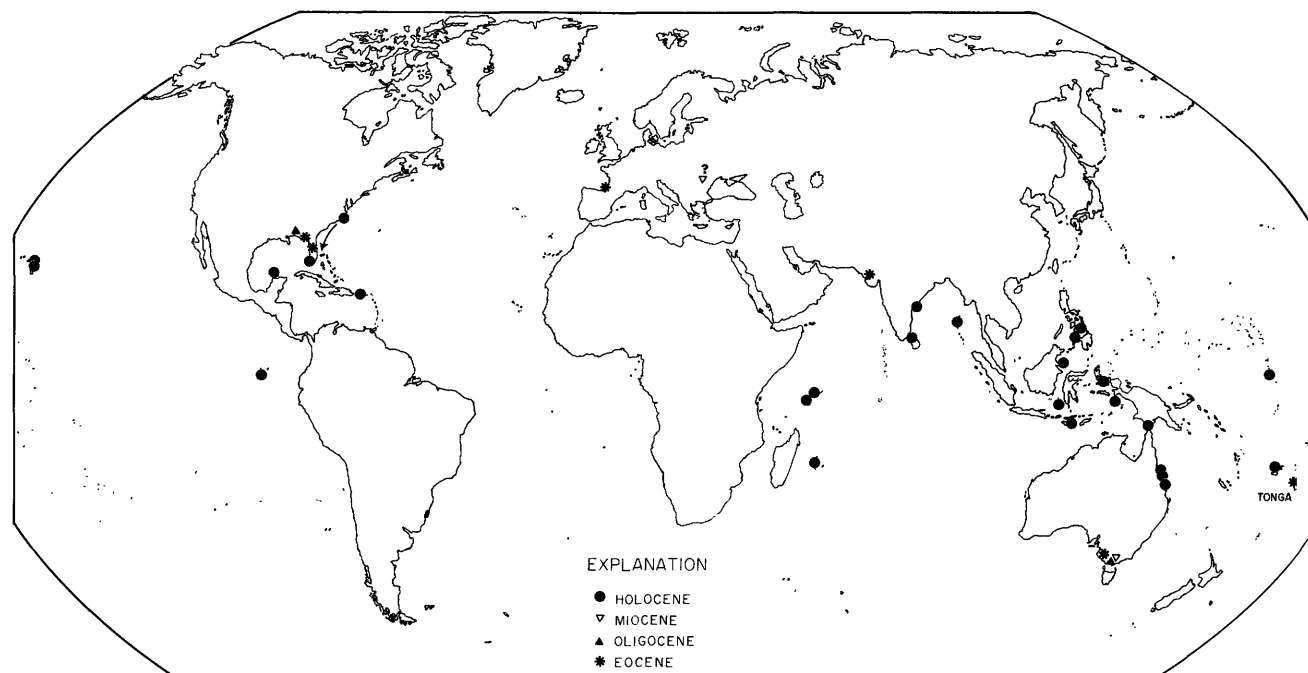 ?
TONGA
EXPLANATION
HOLOCENE
MIOCENE
OLIGOCENE
EOCENE